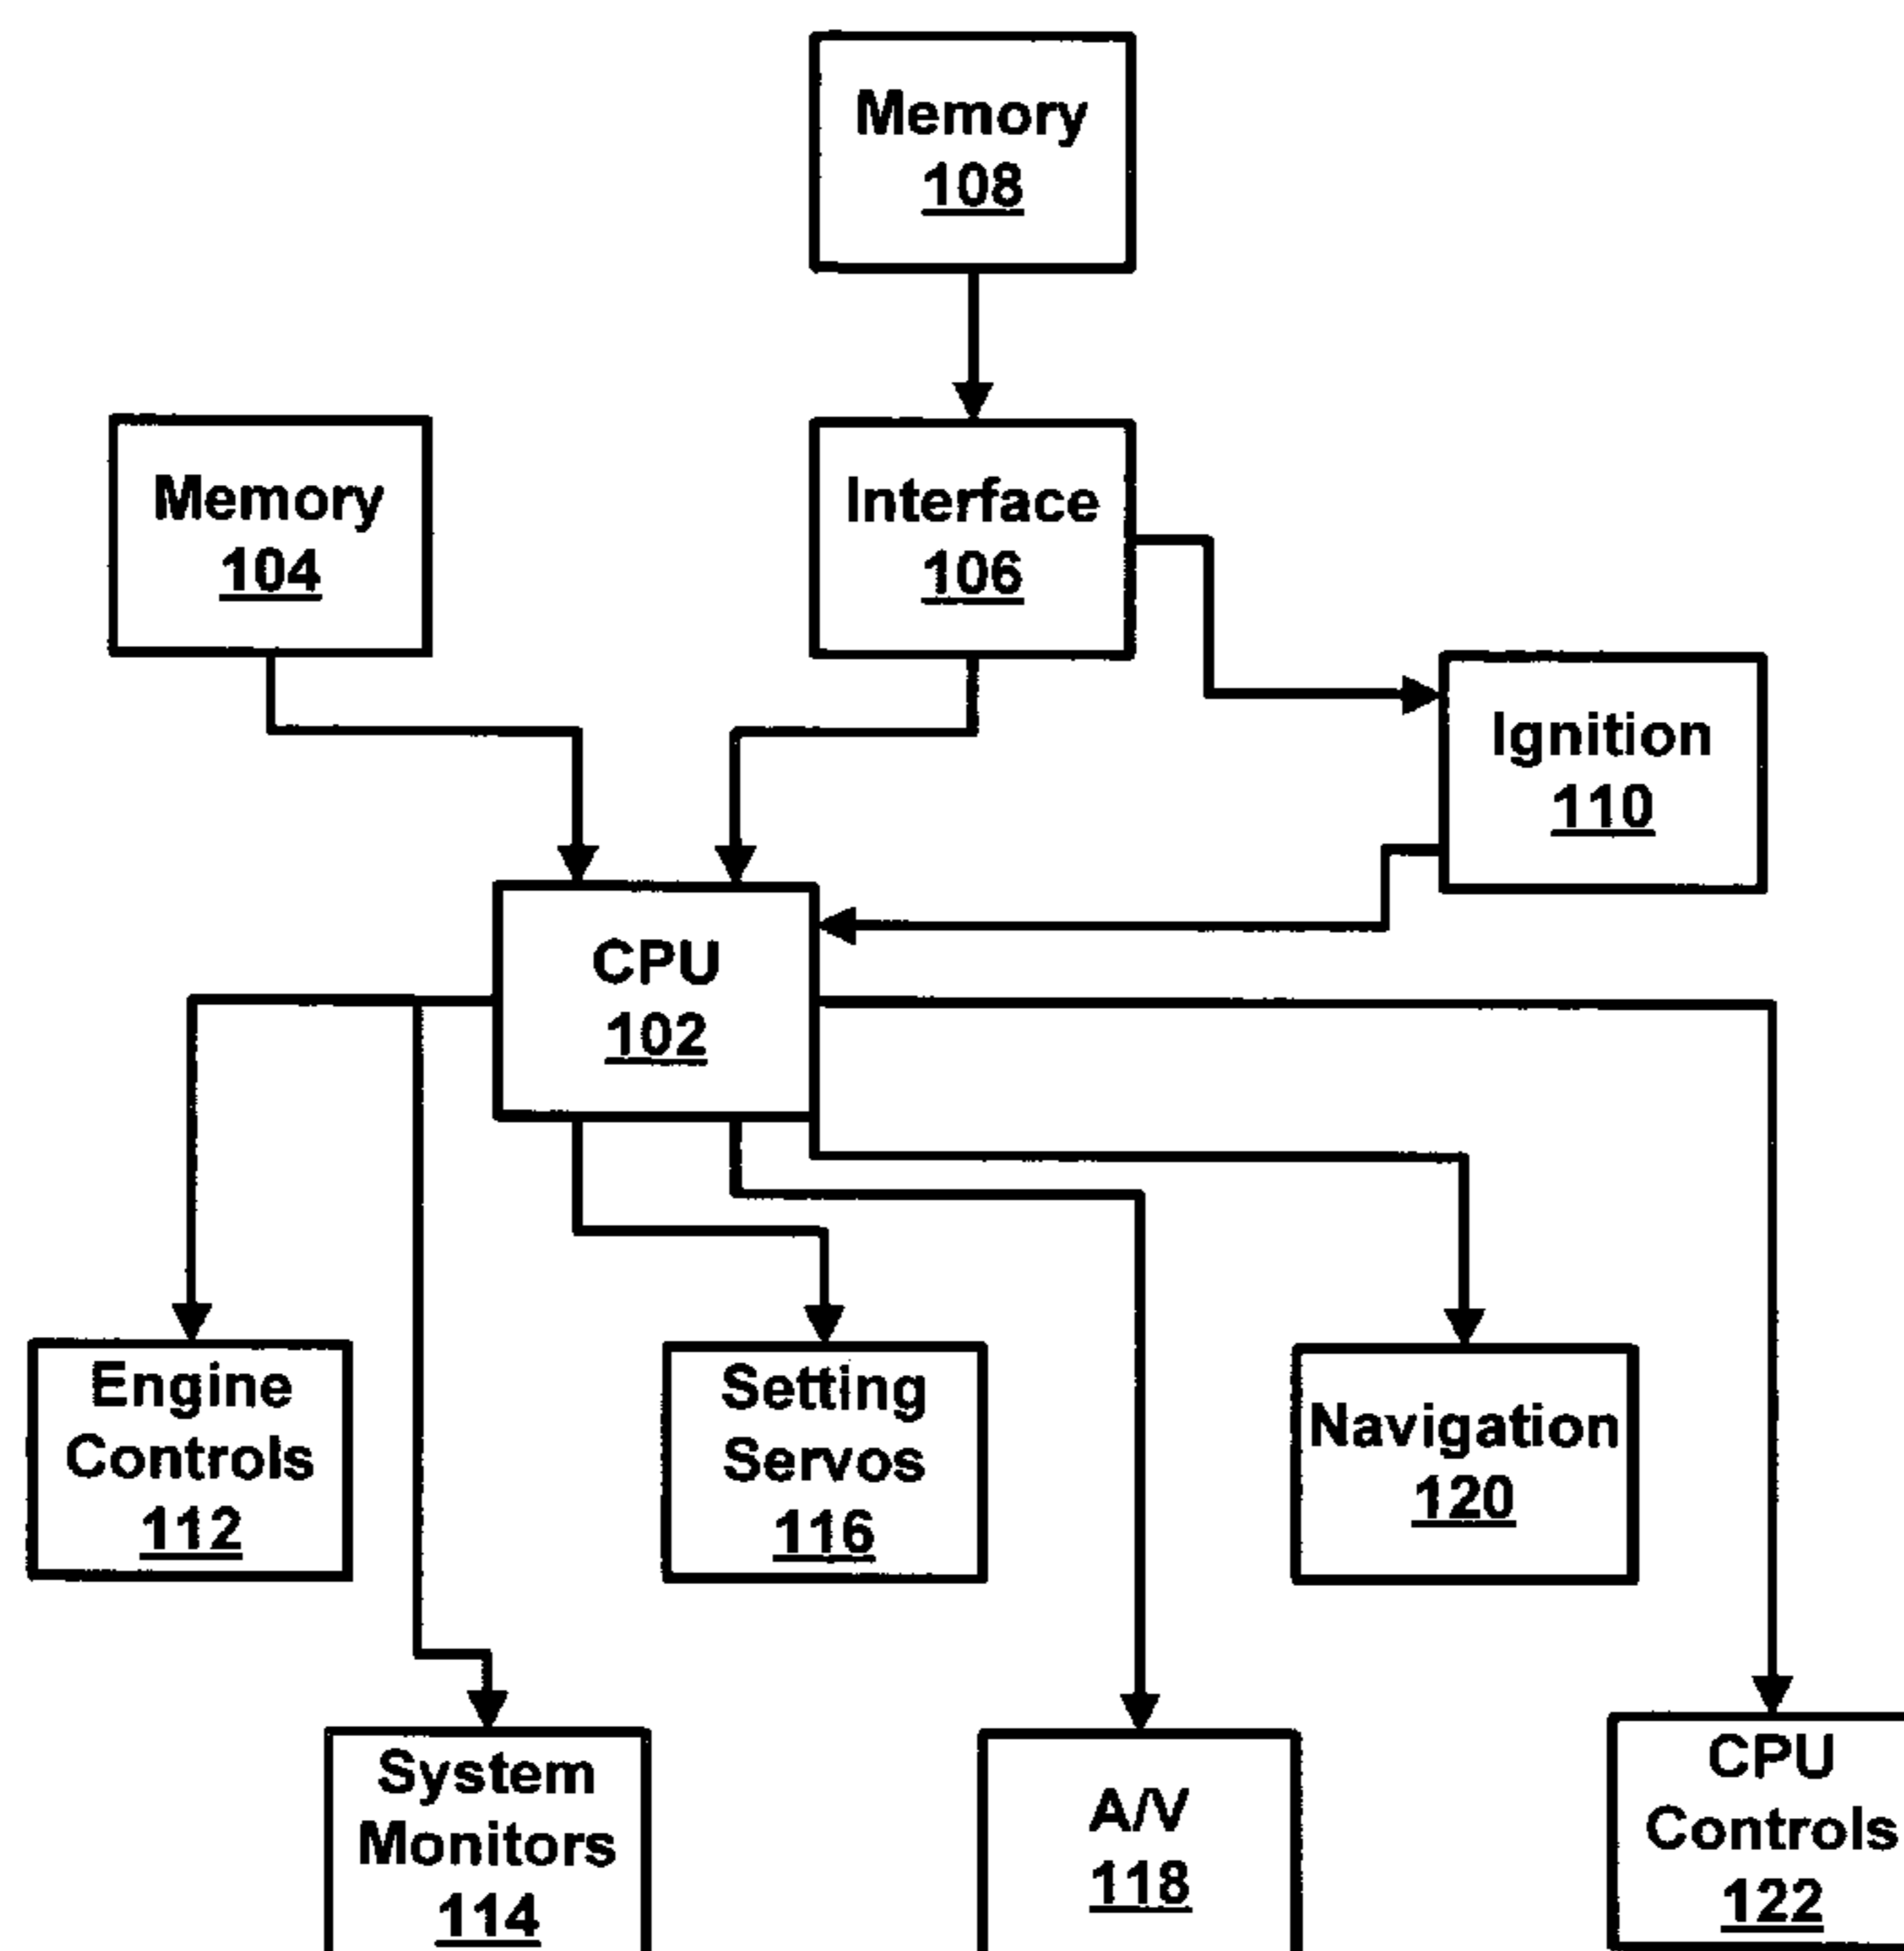 Memory
108
Memory
104
Interface
106
Ignition
110
CPU
102
Engine
Controls
112
Setting
Servos
116
Navigation
120
System
Monitors
114
A/V
118
CPU
Controls
122